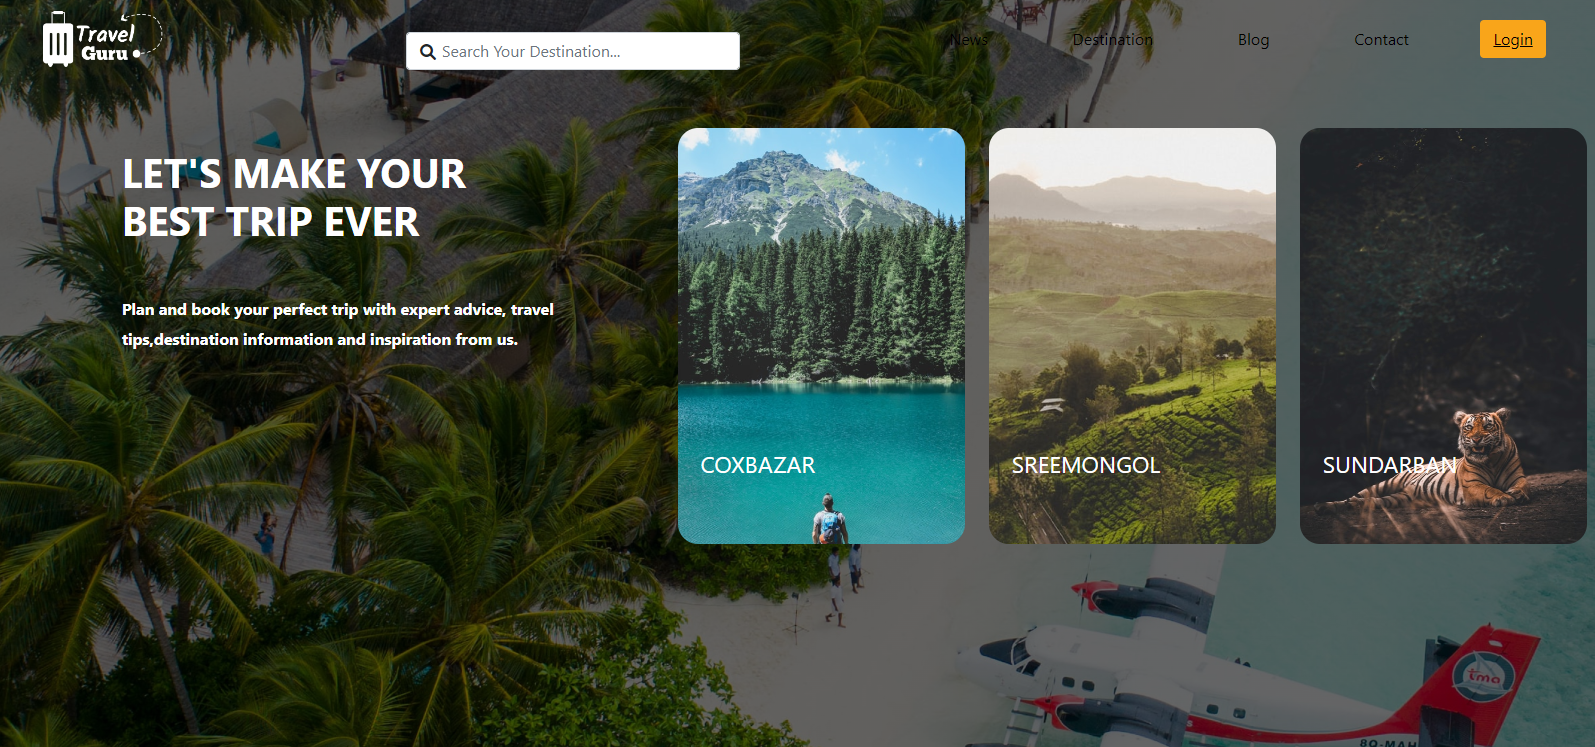 Travel
Guru
Search Your Destination...
News
Destination
Blog
Contact
Login
LET'S MAKE YOUR
BEST TRIP EVER
Plan and book your perfect trip with expert advice, travel
tips,destination information and inspiration from us.
COXBAZAR
SREEMONGOL
SUNDARBAN
tma
8Q-MAH